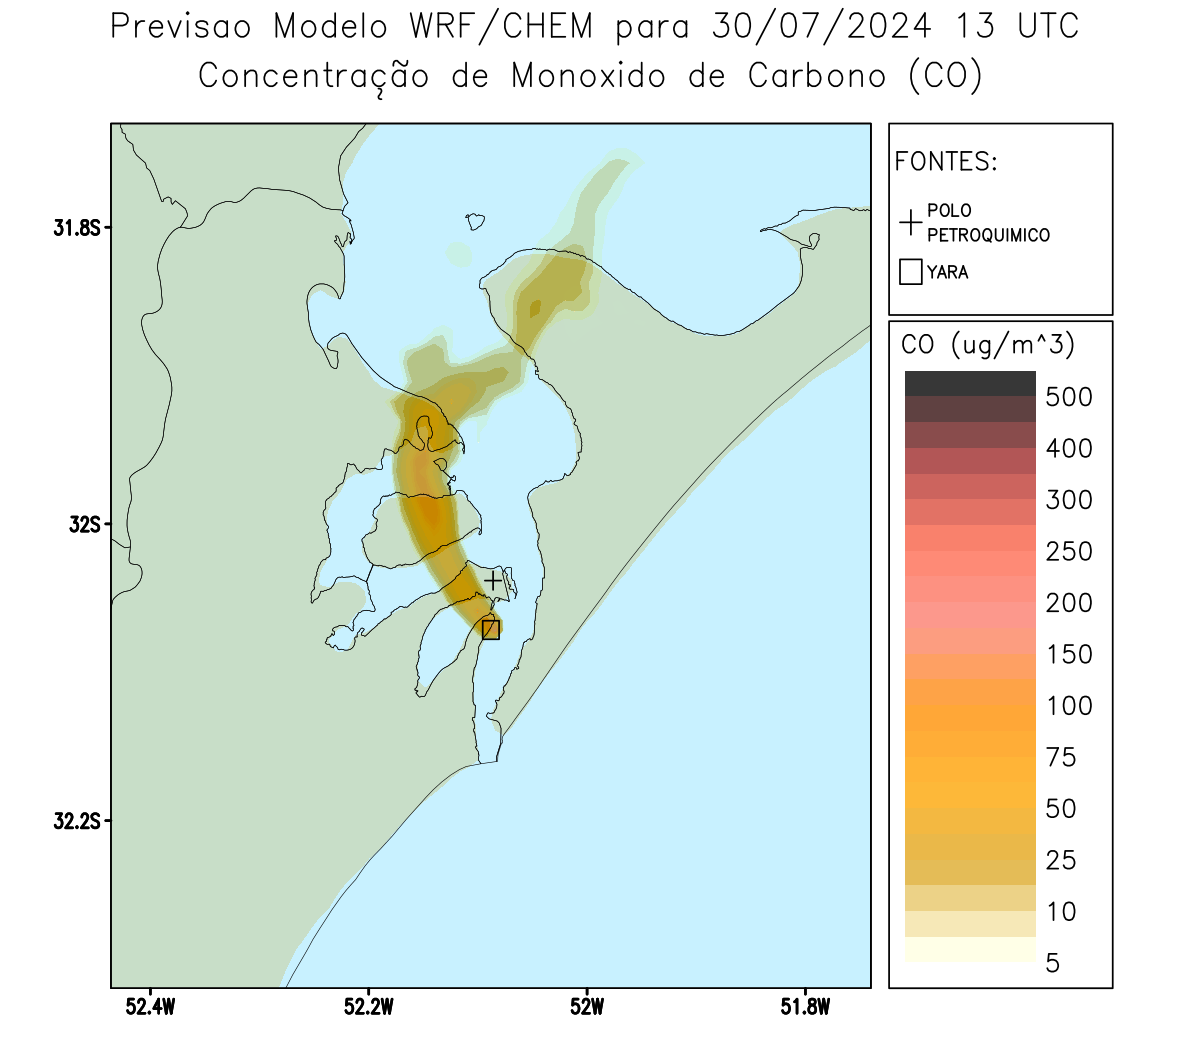 Previsao Modelo WRF/CHEM para 30/07/2024 13 UTC
Concentração de Monoxido de Carbono (CO)
FONTES:
POLO
PETROQUIMICO
YARA
CO (ug/m^3)
500
400
300
250
200
150
100
75
50
25
10
5
31.8S
32S
32.2S
52.4W
52.2W
52W
51.8W